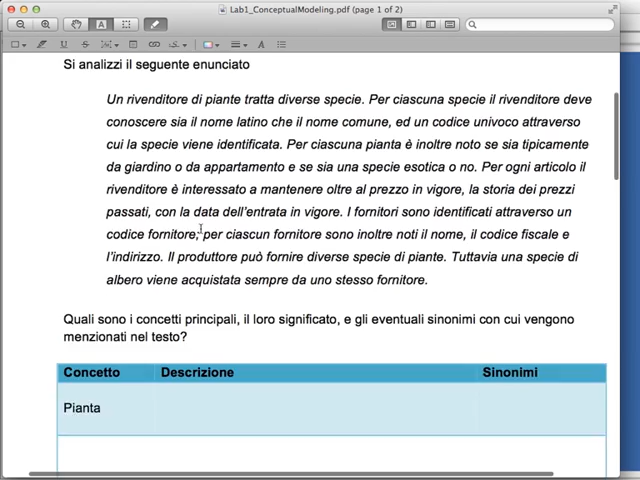 Lab1_ConceptualModeling.pdf (page 1 of 2)
Si analizzi il seguente enunciato
Un rivenditore di piante tratta diverse specie. Per ciascuna specie il rivenditore deve
conoscere sia il nome latino che il nome comune, ed un codice univoco attraverso
cui la specie viene identificata. Per ciascuna pianta è inoltre noto se sia tipicamente
da giardino o da appartamento e se sia una specie esotica o no. Per ogni articolo il
rivenditore è interessato a mantenere oltre al prezzo in vigore, la storia dei prezzi
passati, con la data dell'entrata in vigore. I fornitori sono identificati attraverso un
codice fornitore; per ciascun fornitore sono inoltre noti il nome, il codice fiscale e
l'indirizzo. Il produttore può fornire diverse specie di piante. Tuttavia una specie di
albero viene acquistata sempre da uno stesso fornitore.
Quali sono i concetti principali, il loro significato, e gli eventuali sinonimi con cui vengono
menzionati nel testo?
Concetto Descrizione Sinonimi
Pianta